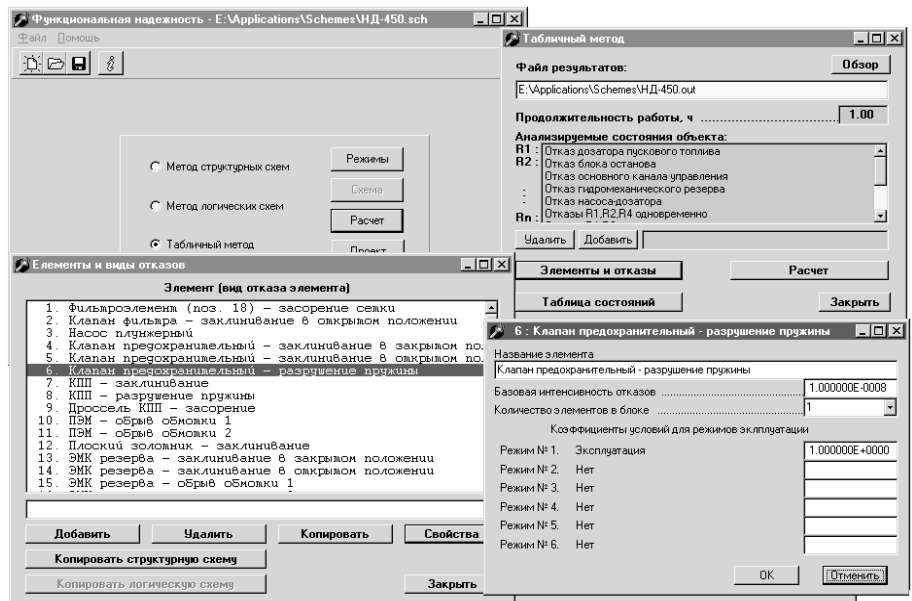 Функциональная надежность - E:\Applications\Schemes\НД-450.sch
Файл Помощь
Метод структурных схем
Метод логических схем
Табличный метод
Режимы
Схема
Расчет
Проект
Табличный метод
Файл результатов:
Обзор
E:\Applications\Schemes\НД-450.out
Продолжительность работы, ч 1.00
Анализируемые состояния объекта:
R1 : Отказ дозатора пускового топлива
R2 : Отказ блока останова
Отказ основного канала управления
: Отказ гидромеханического резерва
: Отказ насоса-дозатора
Rn : Отказы R1,R2,R4 одновременно
Удалить Добавить
Элементы и отказы Расчет
Таблица состояний Закрыть
Элементы и виды отказов
Элемент (вид отказа элемента)
1. Фильтроэлемент (поз. 18) – засорение сетки
2. Клапан фильтра – заклинивание в открытом положении
3. Насос плунжерный
4. Клапан предохранительный – заклинивание в закрытом по
5. Клапан предохранительный – заклинивание в открытом по
6. Клапан предохранительный – разрушение пружины
7. КПП – заклинивание
8. КПП – разрушение пружины
9. Дроссель КПП – засорение
10. ПЭМ – обрыв обмотки 1
11. ПЭМ – обрыв обмотки 2
12. Плоский золотник – заклинивание
13. ЭМК резерва – заклинивание в закрытом положении
14. ЭМК резерва – заклинивание в открытом положении
15. ЭМК резерва – обрыв обмотки 1
Добавить Удалить Копировать Свойства
Копировать структурную схему
Копировать логическую схему Закрыть
6 : Клапан предохранительный - разрушение пружины
Название элемента
Клапан предохранительный - разрушение пружины
Базовая интенсивность отказов 1.000000E-0008
Количество элементов в блоке 1
Коэффициенты условий для режимов эклплуатации
Режим № 1. Эксплуатация 1.000000E+0000
Режим № 2. Нет
Режим № 3. Нет
Режим № 4. Нет
Режим № 5. Нет
Режим № 6. Нет
OK Отменить